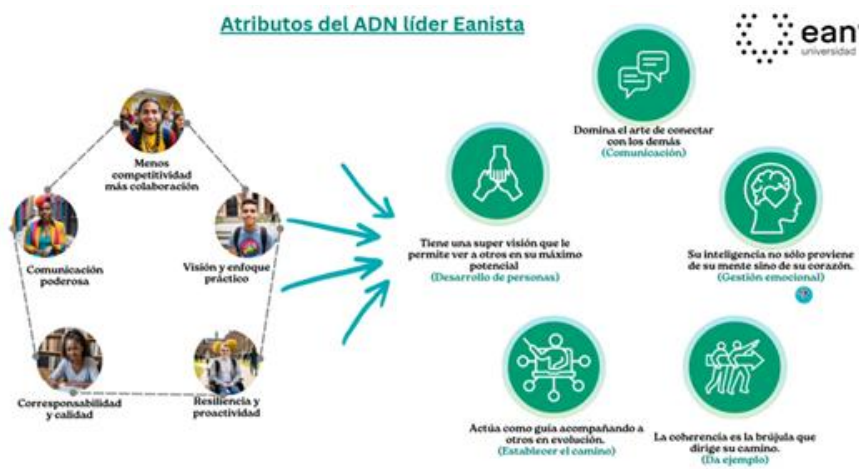 Atributos del ADN líder Eanista
ean
universidad
Menos
competitividad
más colaboración
Comunicación
poderosa
Visión y enfoque
práctico
Corresponsabilidad
y calidad
Resiliencia y
proactividad
Domina el arte de conectar
con los demás
(Comunicación)
Tiene una super visión que le
permite ver a otros en su máximo
potencial
(Desarrollo de personas)
Su inteligencia no sólo proviene
de su mente sino de su corazón.
(Gestión emocional)
Actúa como guía acompañando a
otros en evolución.
(Establecer el camino)
La coherencia es la brújula que
dirige su camino.
(Da ejemplo)